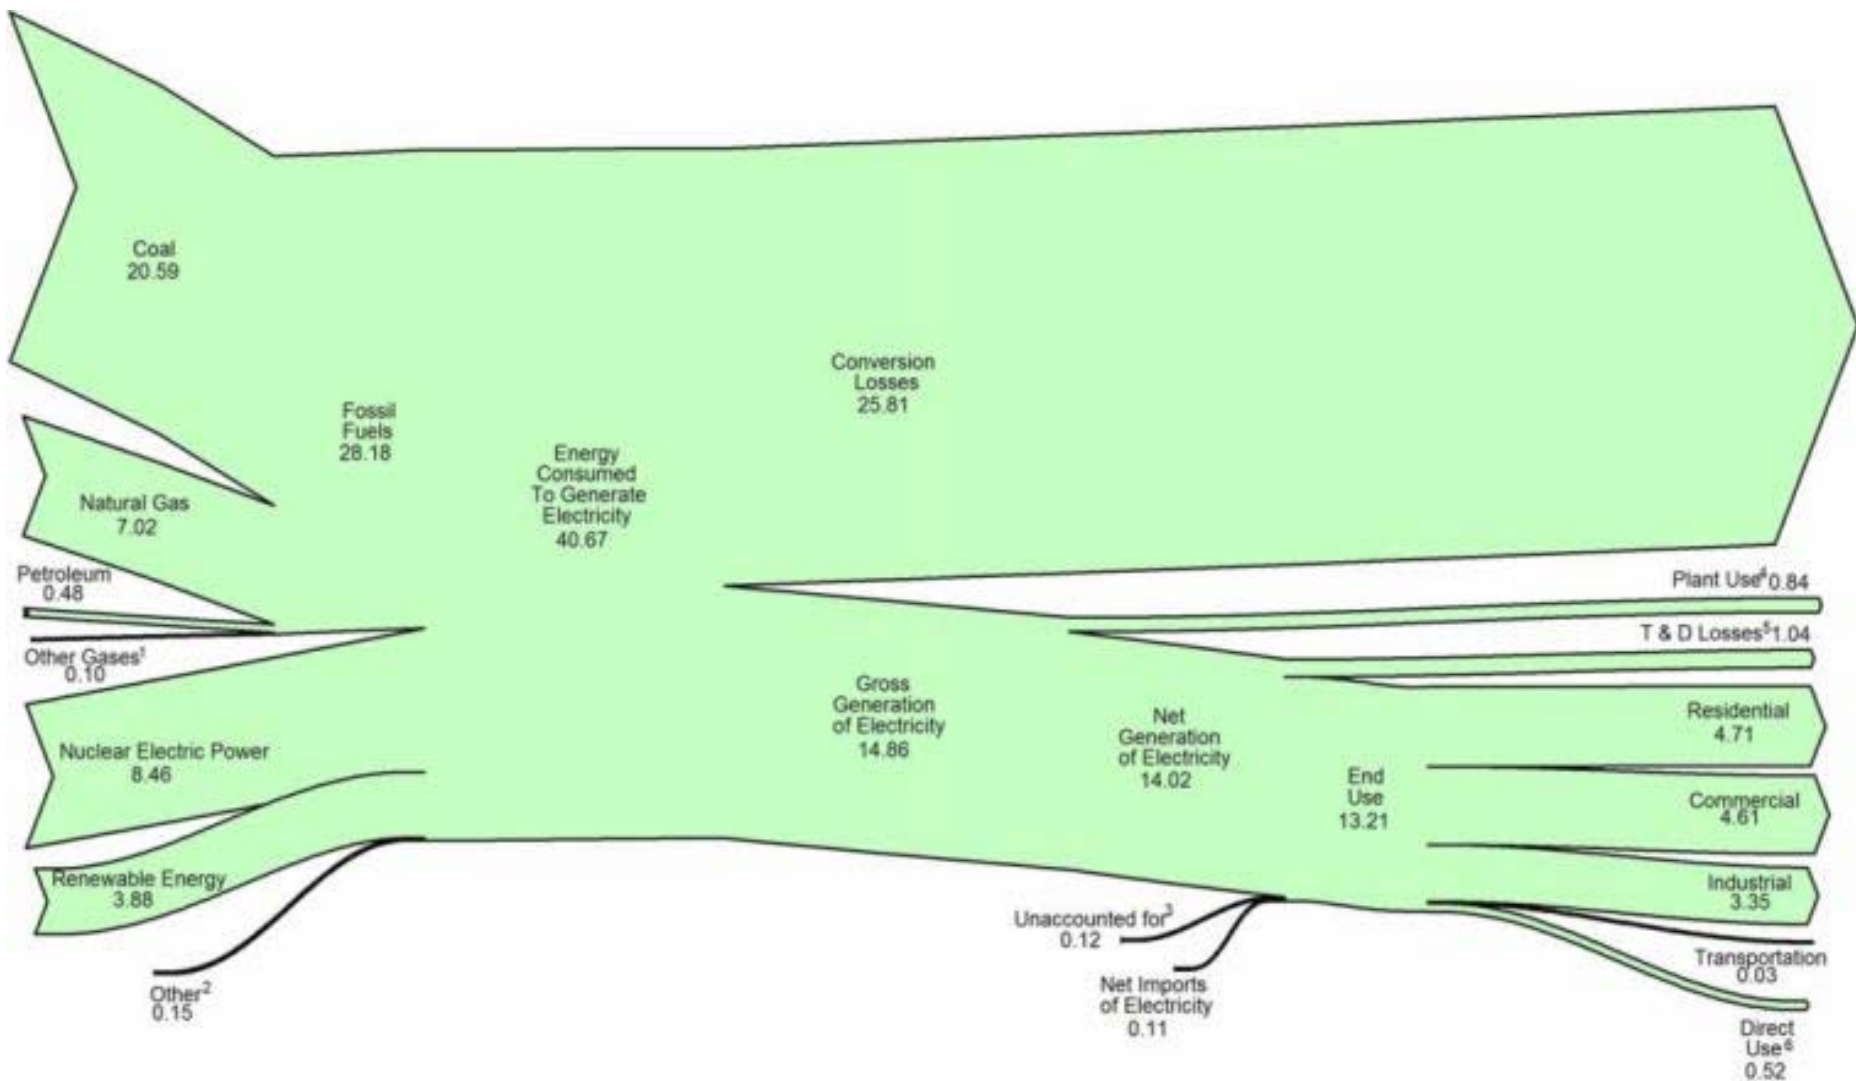 Coal
20.59
Fossil
Fuels
28.18
Natural Gas
7.02
Petroleum
0.48
Other Gases¹
0.10
Nuclear Electric Power
8.46
Renewable Energy
3.88
Other²
0.15
Energy
Consumed
To Generate
Electricity
40.67
Conversion
Losses
25.81
Gross
Generation
of Electricity
14.86
Net
Generation
of Electricity
14.02
Unaccounted for³
0.12
Net Imports
of Electricity
0.11
End
Use
13.21
Plant Use⁴ 0.84
T & D Losses⁵ 1.04
Residential
4.71
Commercial
4.61
Industrial
3.35
Transportation
0.03
Direct
Use⁶
0.52